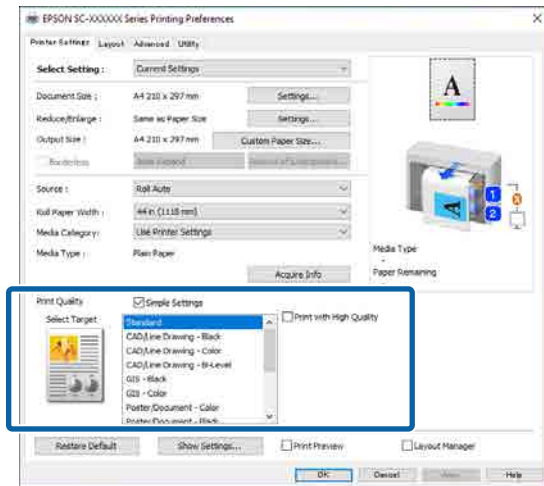 EPSON SC-XXXXXX Series Printing Preferences
Printer Settings Layout Advanced Utility
Select Setting : Current Settings
Document Size : A4 210 x 297 mm Settings...
Reduce/Enlarge : Same as Paper Size Settings...
Output Size : A4 210 x 297 mm Custom Paper Size...
Borderless
Source : Roll Auto
Roll Paper Width : 44 in (1118 mm)
Media Category : Use Printer Settings
Media Type : Plain Paper
Acquire Info
A
1
2
Media Type
-
Paper Remaining
-
Print Quality Simple Settings
Select Target
Standard
CAD/Line Drawing - Black
CAD/Line Drawing - Color
CAD/Line Drawing - Bi-Level
GIS - Black
GIS - Color
Poster/Document - Color
Poster/Document - Black
Print with High Quality
Restore Default Show Settings... Print Preview Layout Manager
OK Cancel Help